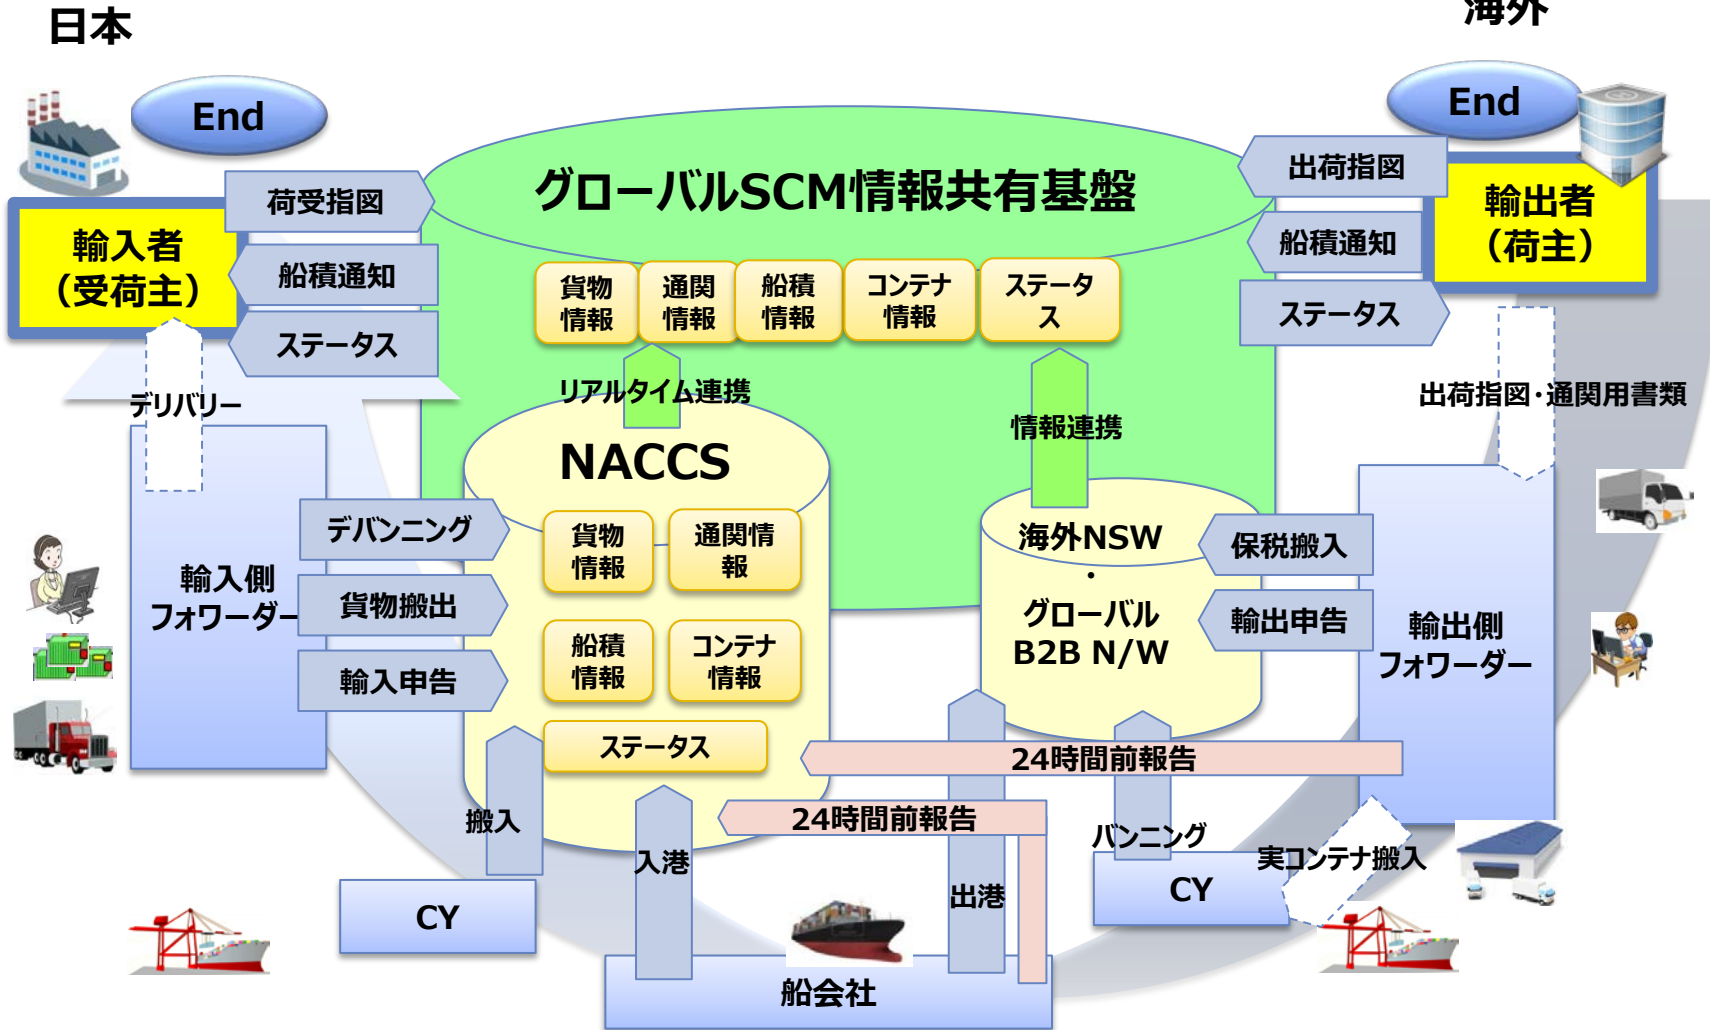 日本
海外
End
End
グローバルSCM情報共有基盤
荷受指図
船積通知
ステータス
輸入者
（受荷主）
出荷指図
船積通知
ステータス
輸出者
（荷主）
貨物
情報
通関
情報
船積
情報
コンテナ
情報
ステータ
ス
リアルタイム連携
情報連携
デリバリー
出荷指図・通関用書類
NACCS
貨物
情報
通関情
報
船積
情報
コンテナ
情報
ステータス
海外NSW
・
グローバル
B2B N/W
デバンニング
貨物搬出
輸入申告
輸入側
フォワーダー
保税搬入
輸出申告
輸出側
フォワーダー
24時間前報告
24時間前報告
搬入
入港
出港
バンニング
実コンテナ搬入
CY
CY
船会社